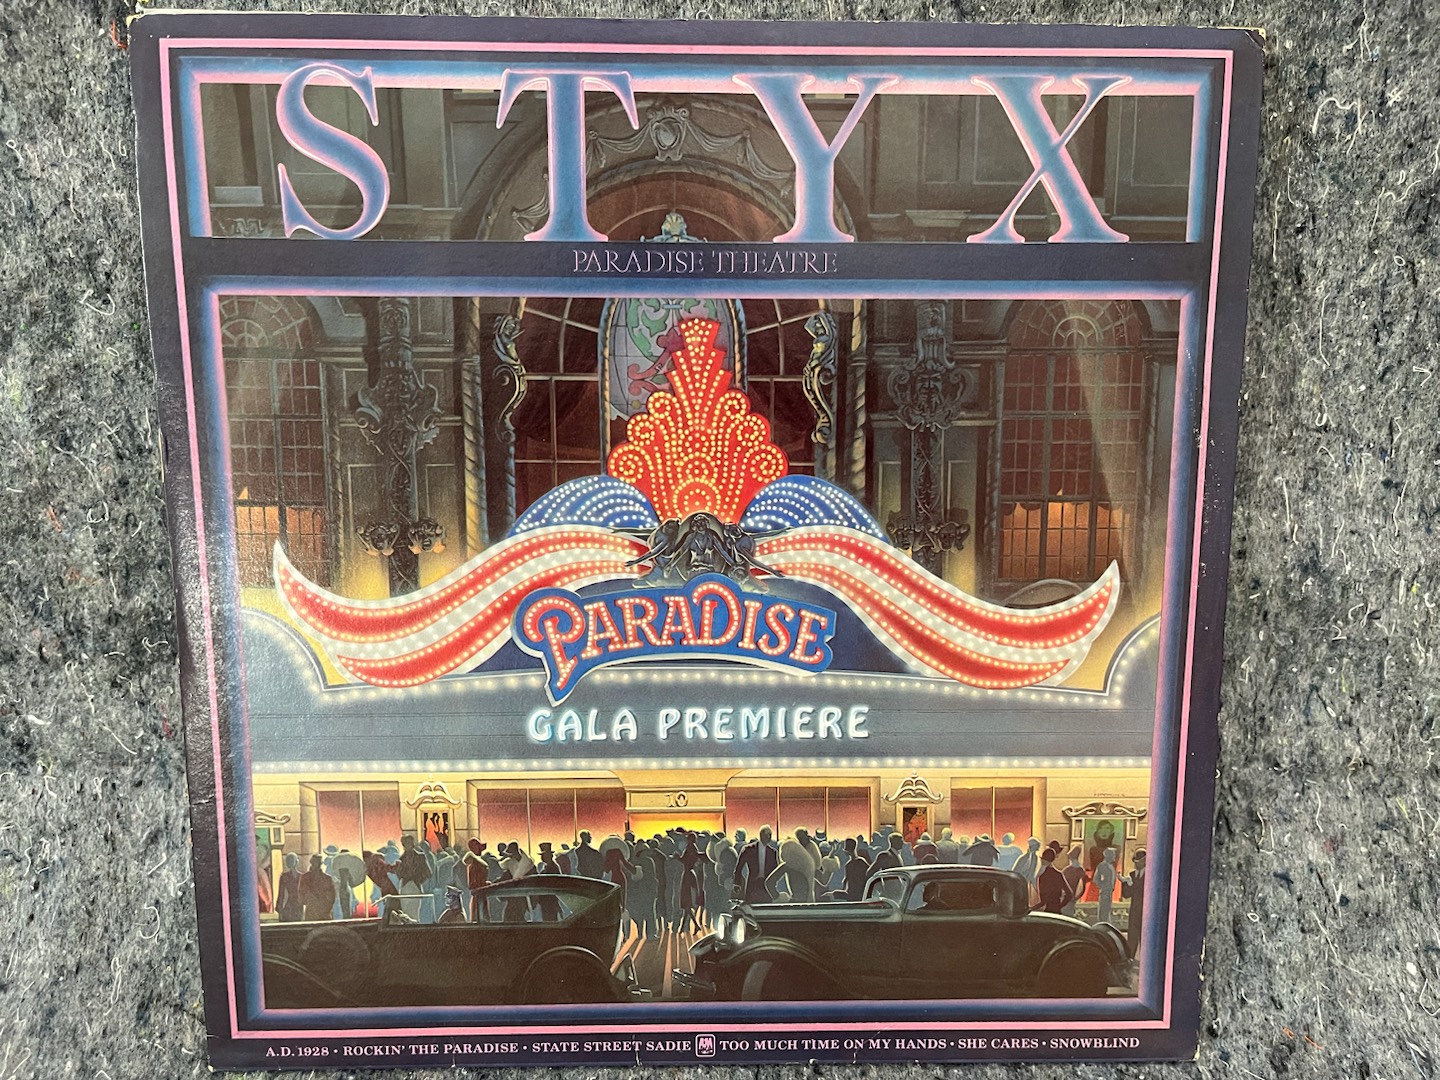 STYX
PARADISE THEATRE
PARADISE
GALA PREMIERE
10
A.D. 1928 • ROCKIN' THE PARADISE • STATE STREET SADIE A&M TOO MUCH TIME ON MY HANDS • SHE CARES • SNOWBLIND